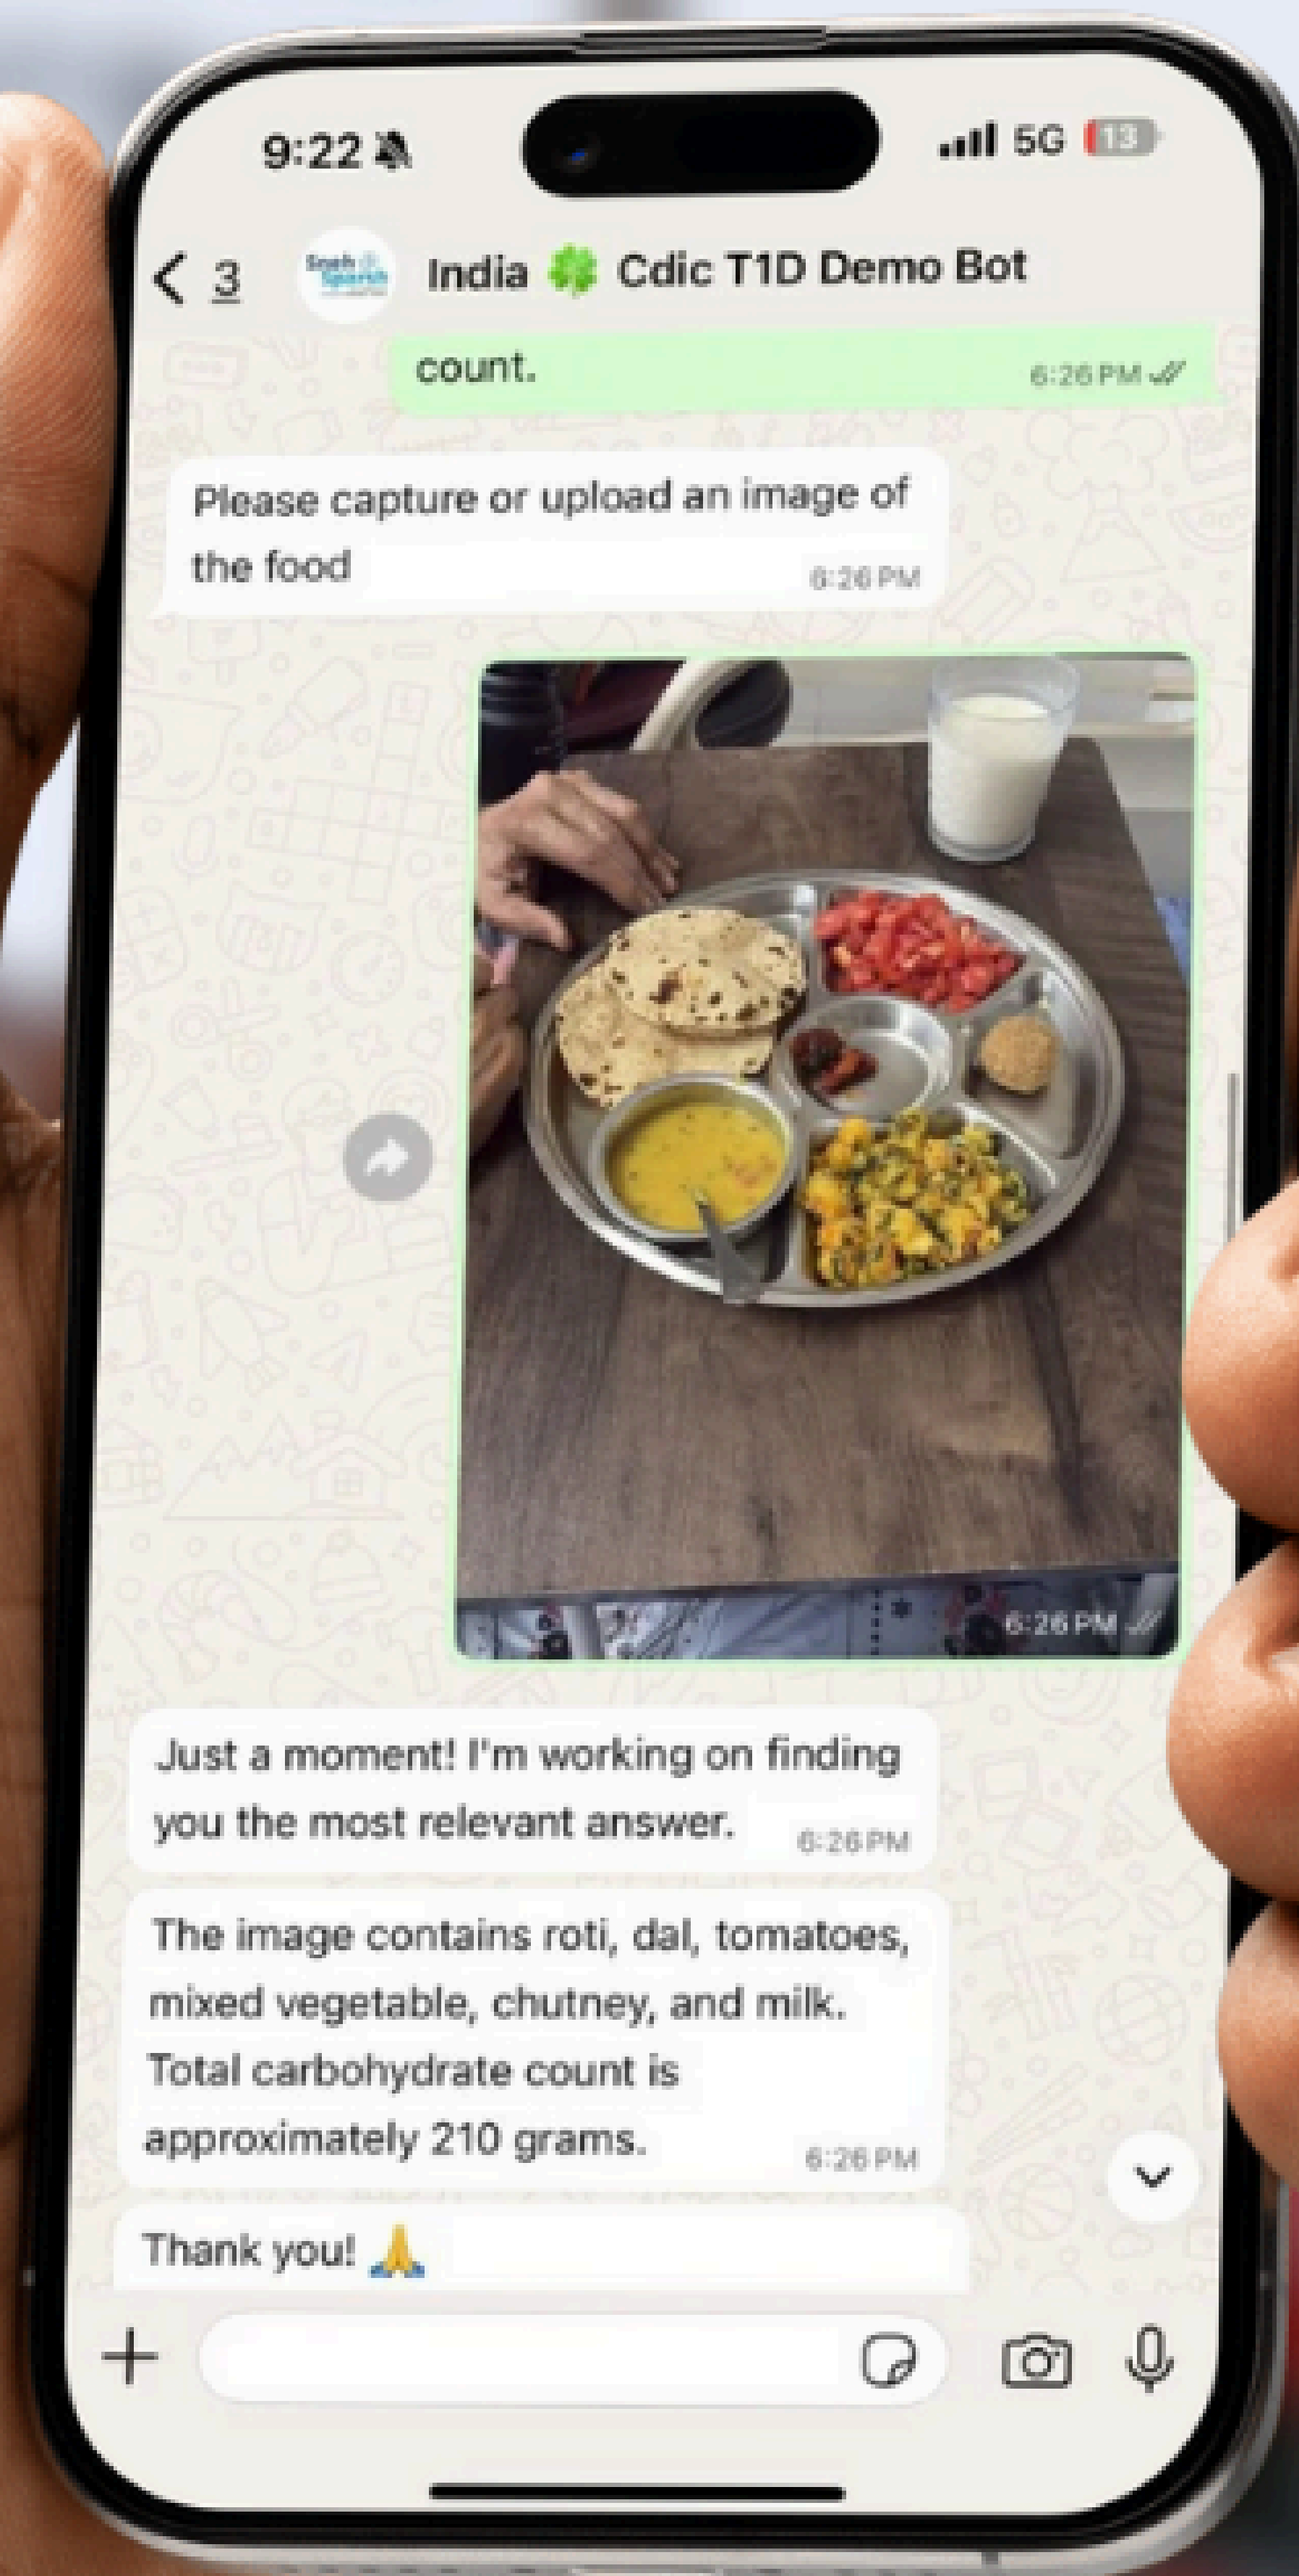 9:22
5G 13
3
India 🍀 Cdic T1D Demo Bot
count.
6:26 PM
Please capture or upload an image of
the food
6:26 PM
6:26 PM
Just a moment! I'm working on finding
you the most relevant answer.
6:26 PM
The image contains roti, dal, tomatoes,
mixed vegetable, chutney, and milk.
Total carbohydrate count is
approximately 210 grams.
6:26 PM
Thank you! 🙏